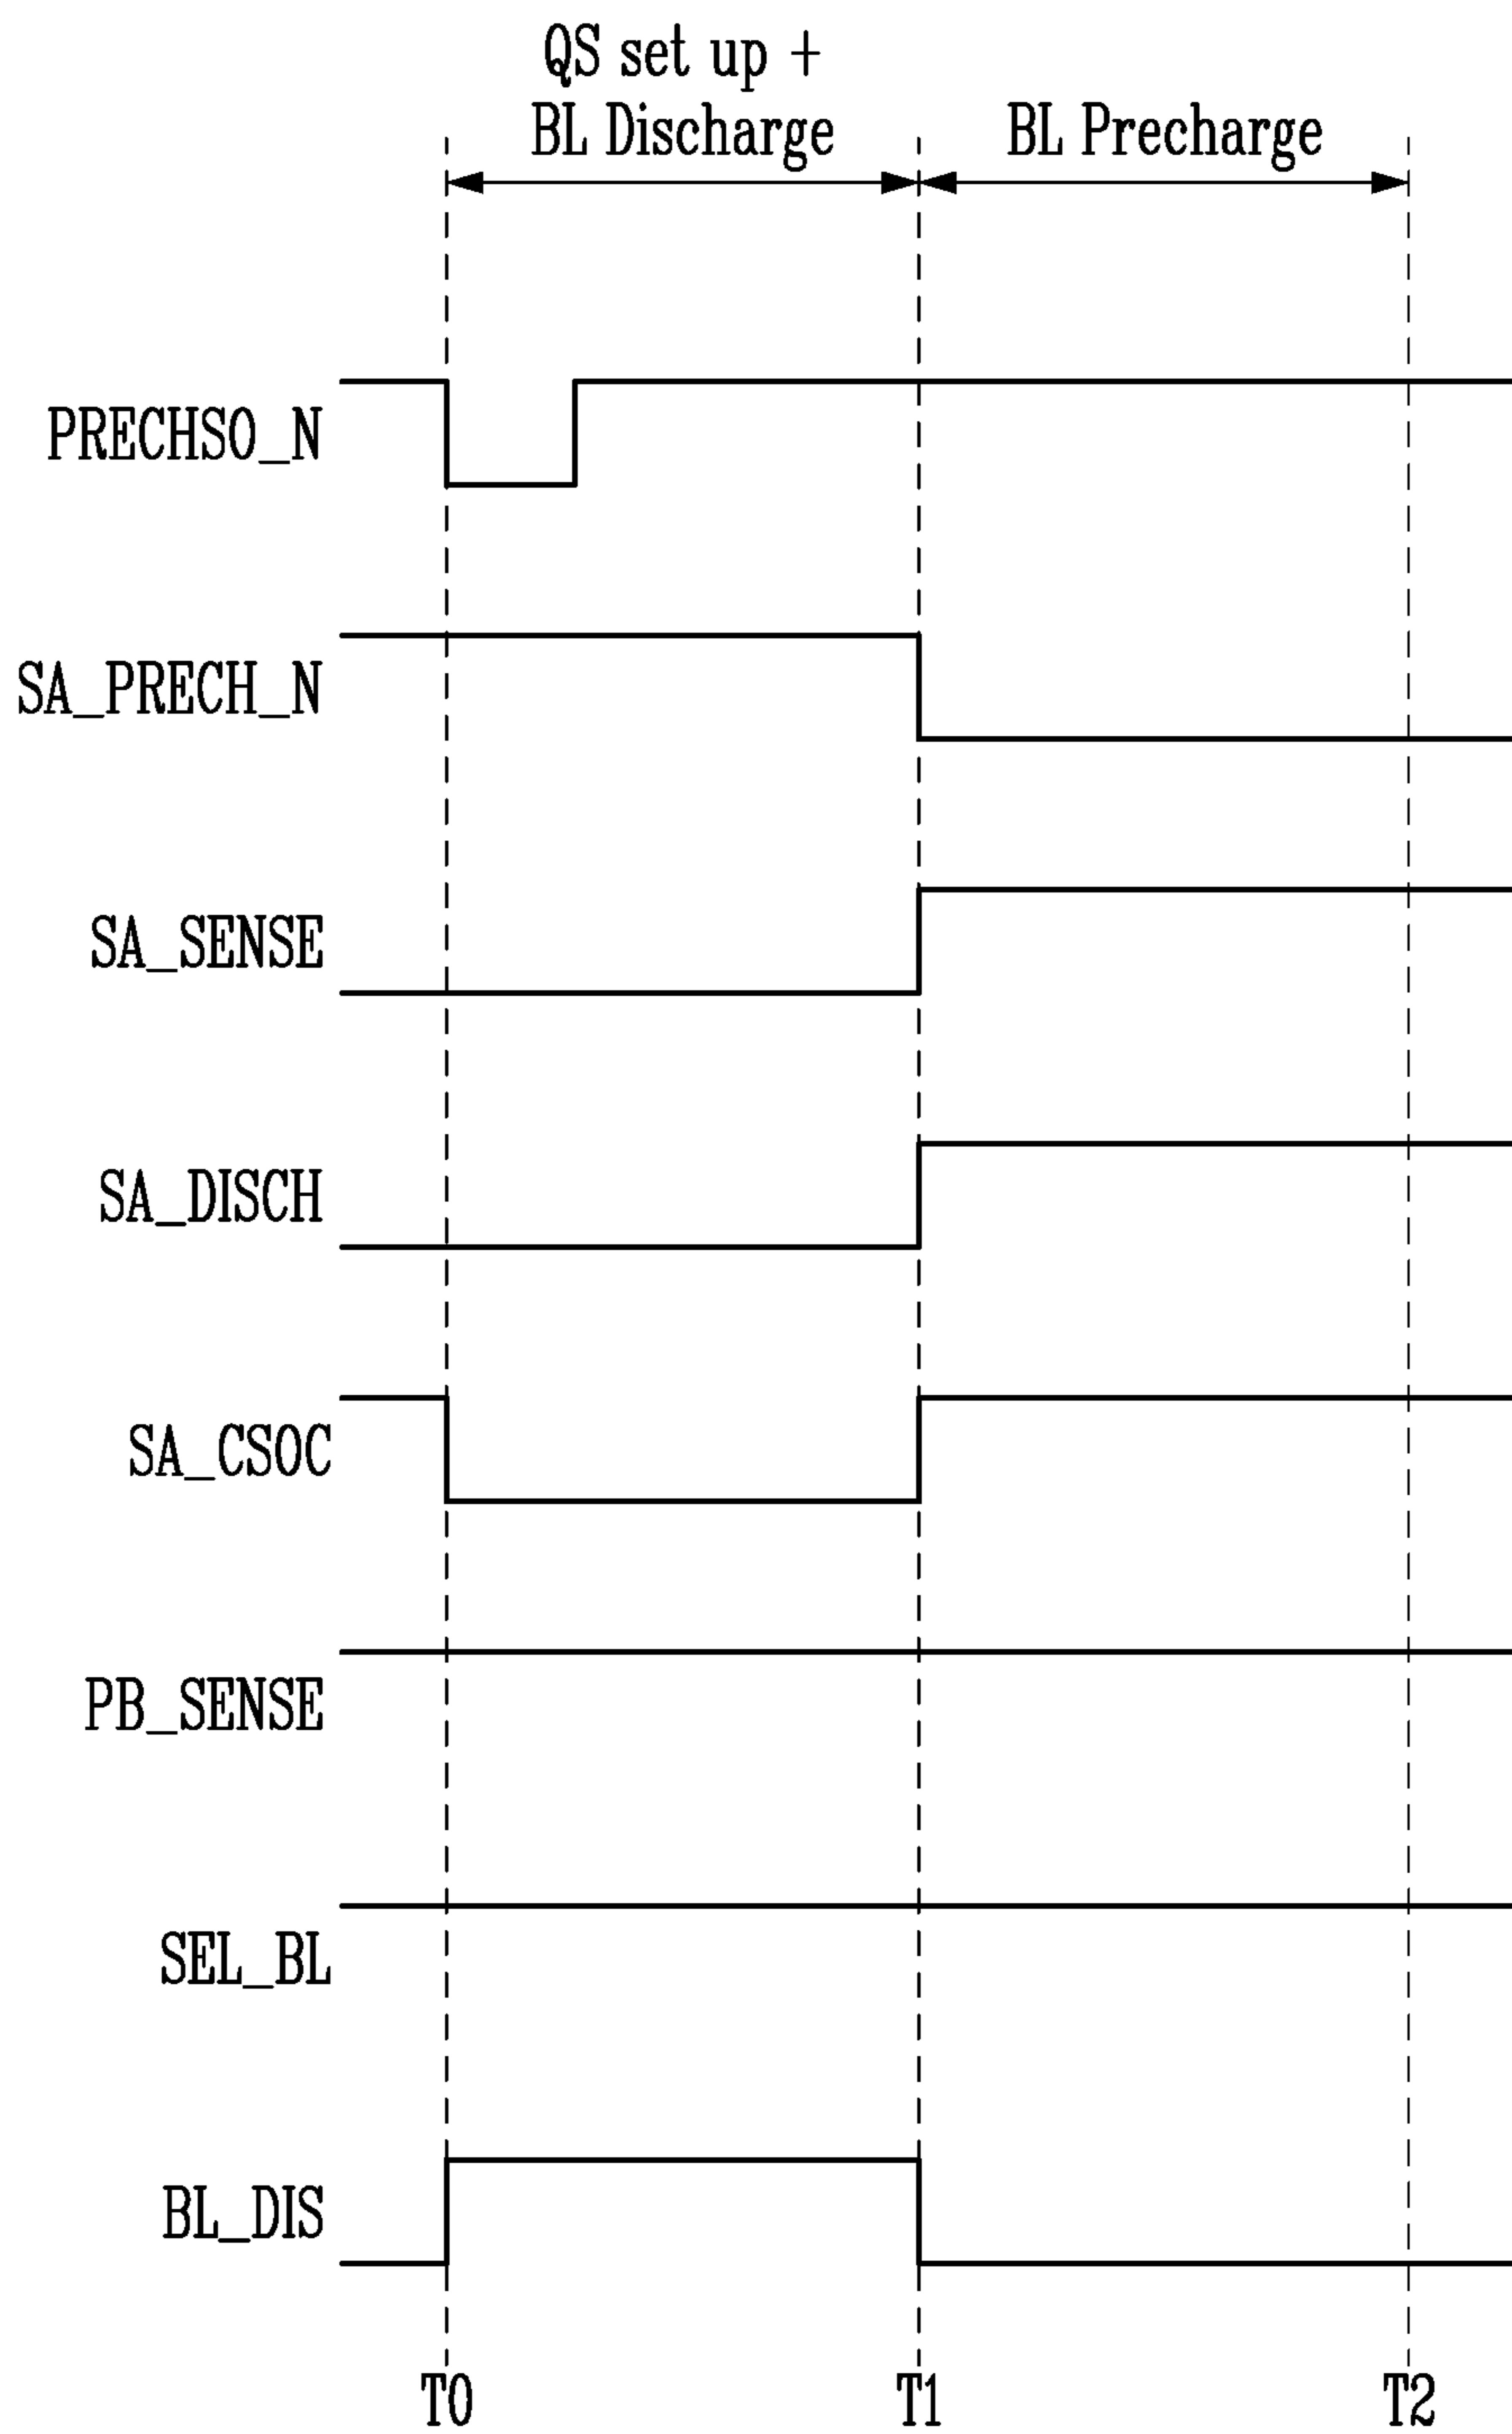 QS set up +
BL Discharge
BL Precharge
PRECHSO_N
SA_PRECH_N
SA_SENSE
SA_DISCH
SA_CSOC
PB_SENSE
SEL_BL
BL_DIS
T0
T1
T2